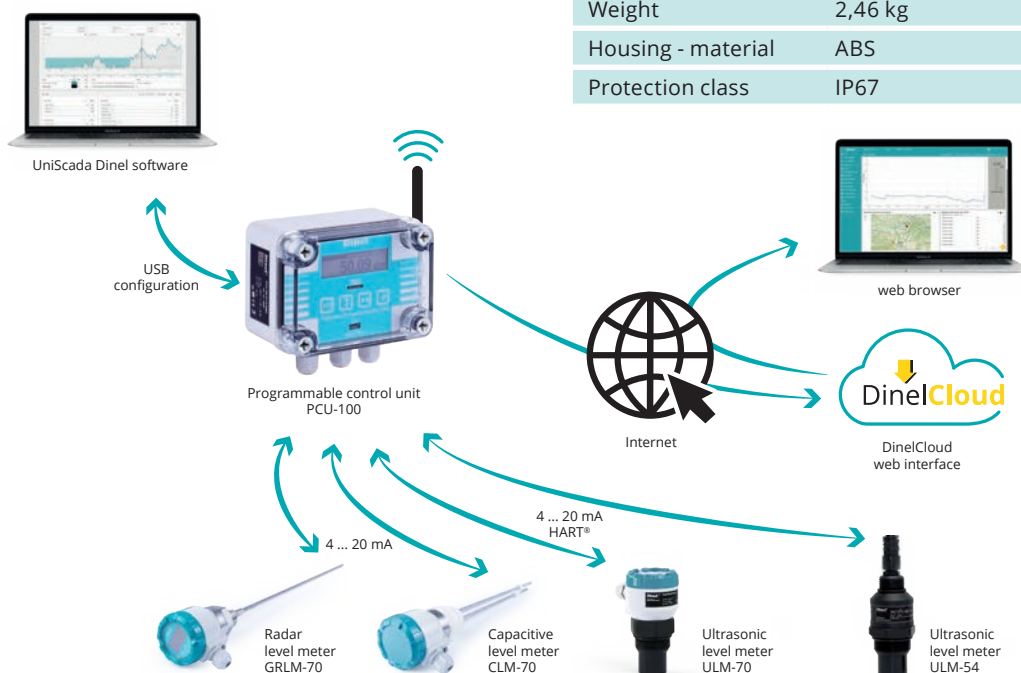 Weight 2,46 kg
Housing - material ABS
Protection class IP67
UniScada Dinel software
USB
configuration
web browser
Programmable control unit
PCU-100
Internet
DinelCloud
DinelCloud
web interface
4 ... 20 mA
HART®
4 ... 20 mA
Radar
level meter
GRLM-70
Capacitive
level meter
CLM-70
Ultrasonic
level meter
ULM-70
Ultrasonic
level meter
ULM-54
50.09